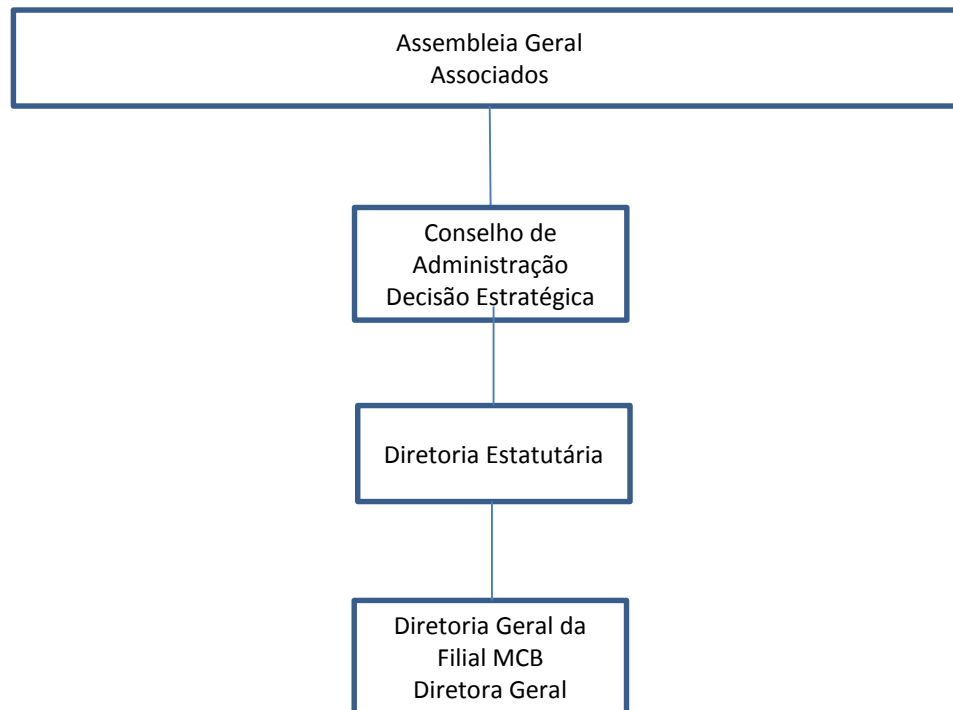 Assembleia Geral
Associados
Conselho de
Administração
Decisão Estratégica
Diretoria Estatutária
Diretoria Geral da
Filial MCB
Diretora Geral